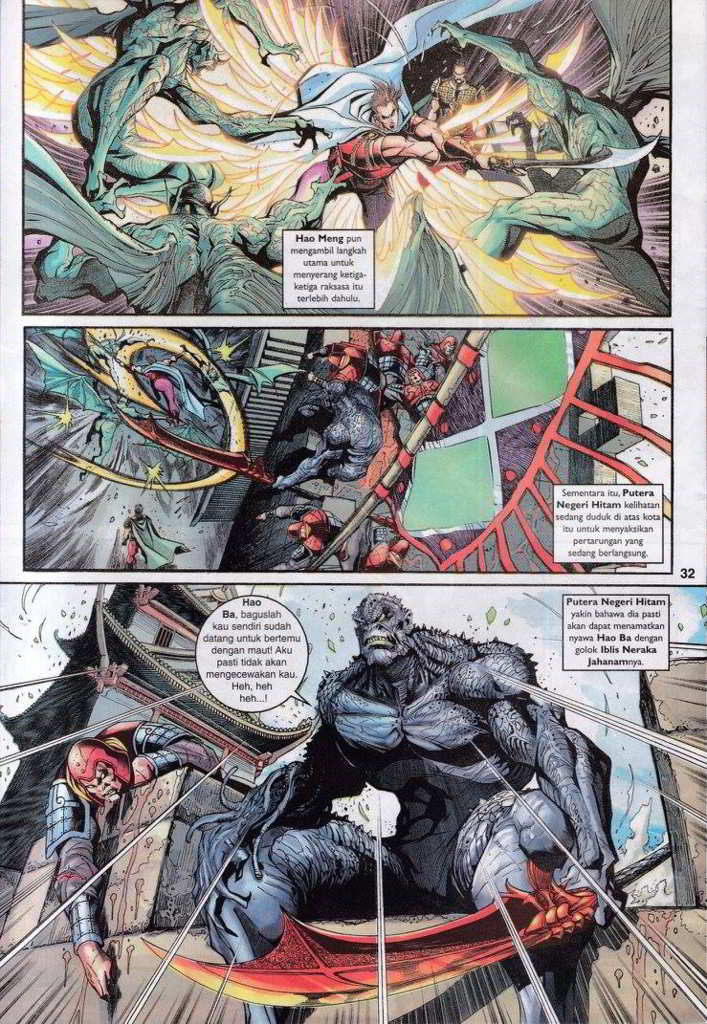 Hao Meng pun
mengambil langkah
utama untuk
menyerang ketiga-
ketiga raksasa itu
terlebih dahulu.
Sementara itu, Putera
Negeri Hitam kelihatan
sedang duduk di atas kota
itu untuk menyaksikan
pertarungan yang
sedang berlangsung.
32
Hao
Ba, baguslah
kau sendiri sudah
datang untuk bertemu
dengan maut! Aku
pasti tidak akan
mengecewakan kau.
Heh, heh
heh...!
Putera Negeri Hitam
yakin bahawa dia pasti
akan dapat menamatkan
nyawa Hao Ba dengan
golok Iblis Neraka
Jahanamnya.